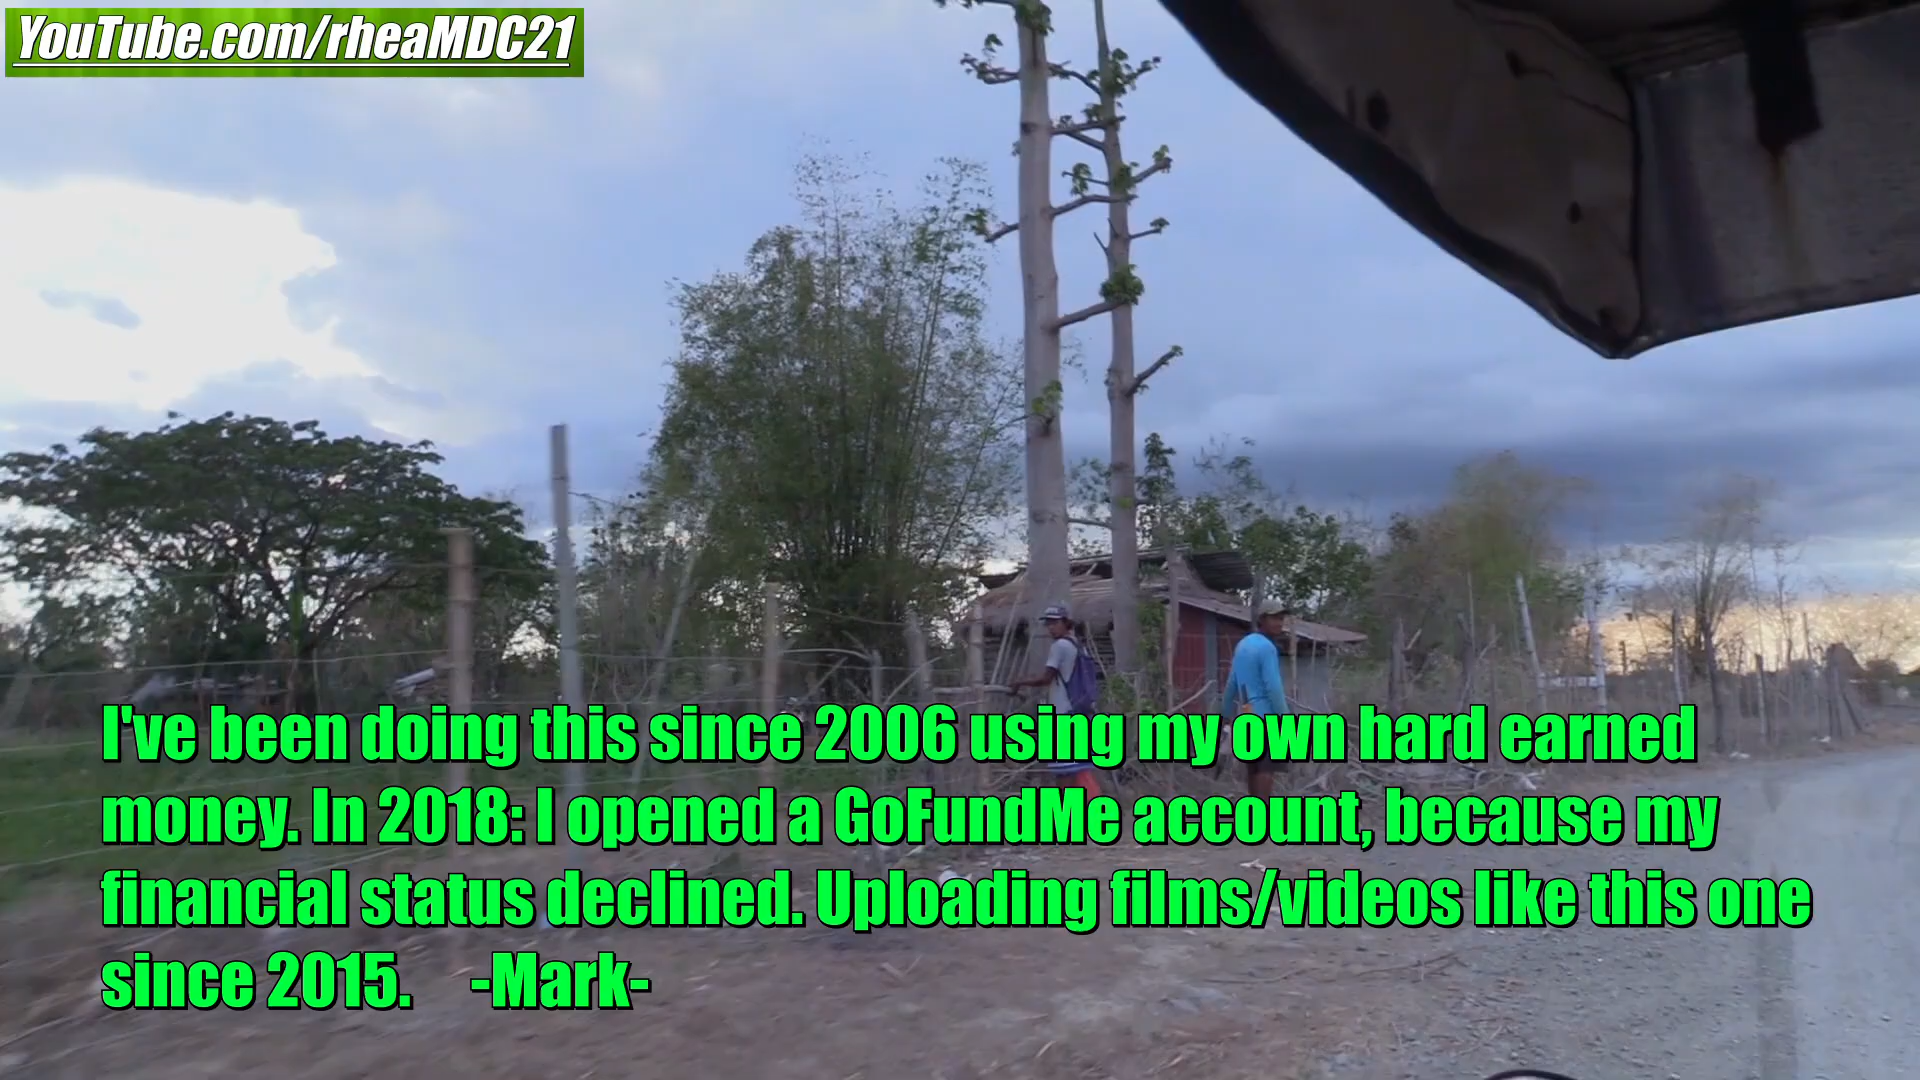 YouTube.com/rheaMDC21
I've been doing this since 2006 using my own hard earned
money. In 2018: I opened a GoFundMe account, because my
financial status declined. Uploading films/videos like this one
since 2015. -Mark-